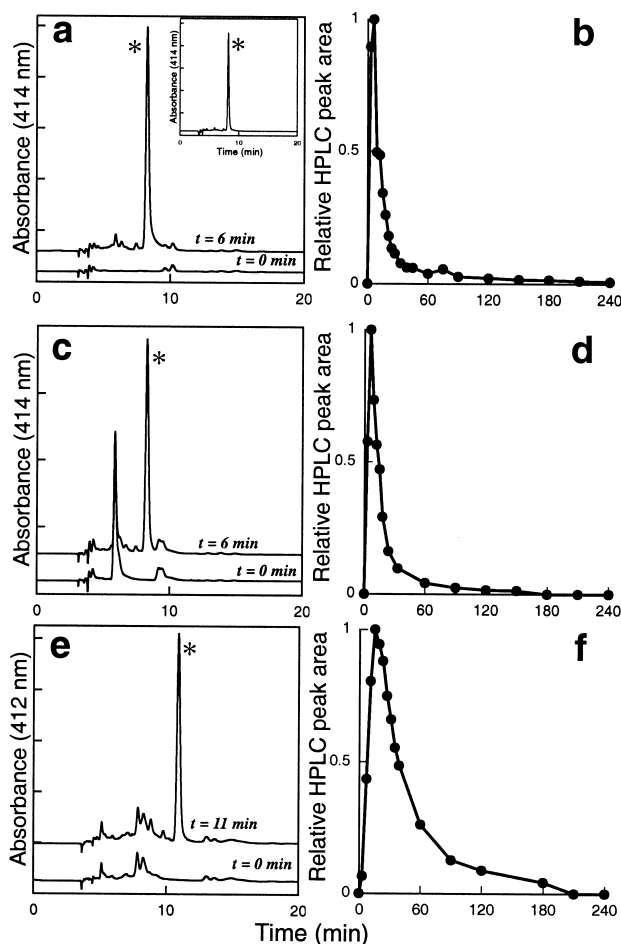 a
Absorbance (414 nm)
*
t = 6 min
t = 0 min
0 10 20
Absorbance (414 nm)
*
0 10 20
Time (min)
b
Relative HPLC peak area
1
0.5
0
0 60 120 180 240
c
Absorbance (414 nm)
*
t = 6 min
t = 0 min
0 10 20
d
Relative HPLC peak area
1
0.5
0
0 60 120 180 240
e
Absorbance (412 nm)
*
t = 11 min
t = 0 min
0 10 20
f
Relative HPLC peak area
1
0.5
0
0 60 120 180 240
Time (min)